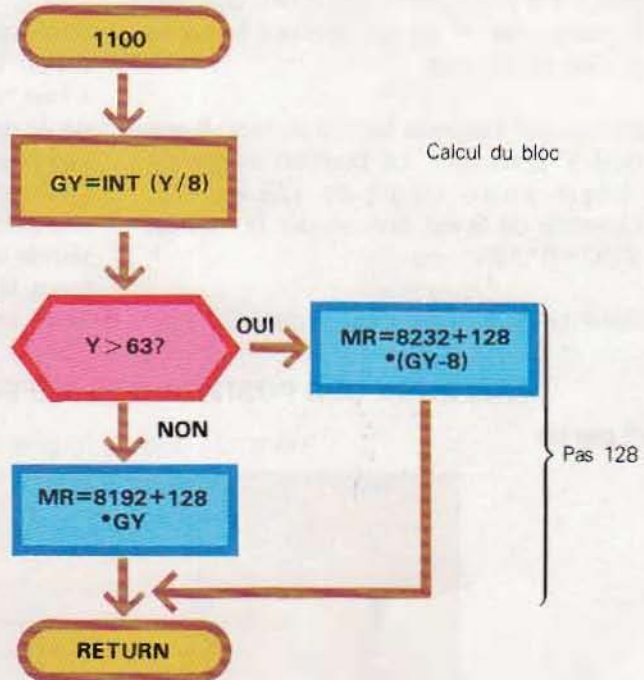 1100
GY=INT (Y/8)
Calcul du bloc
Y>63?
OUI
MR=8232+128
*(GY-8)
NON
MR=8192+128
*GY
Pas 128
RETURN